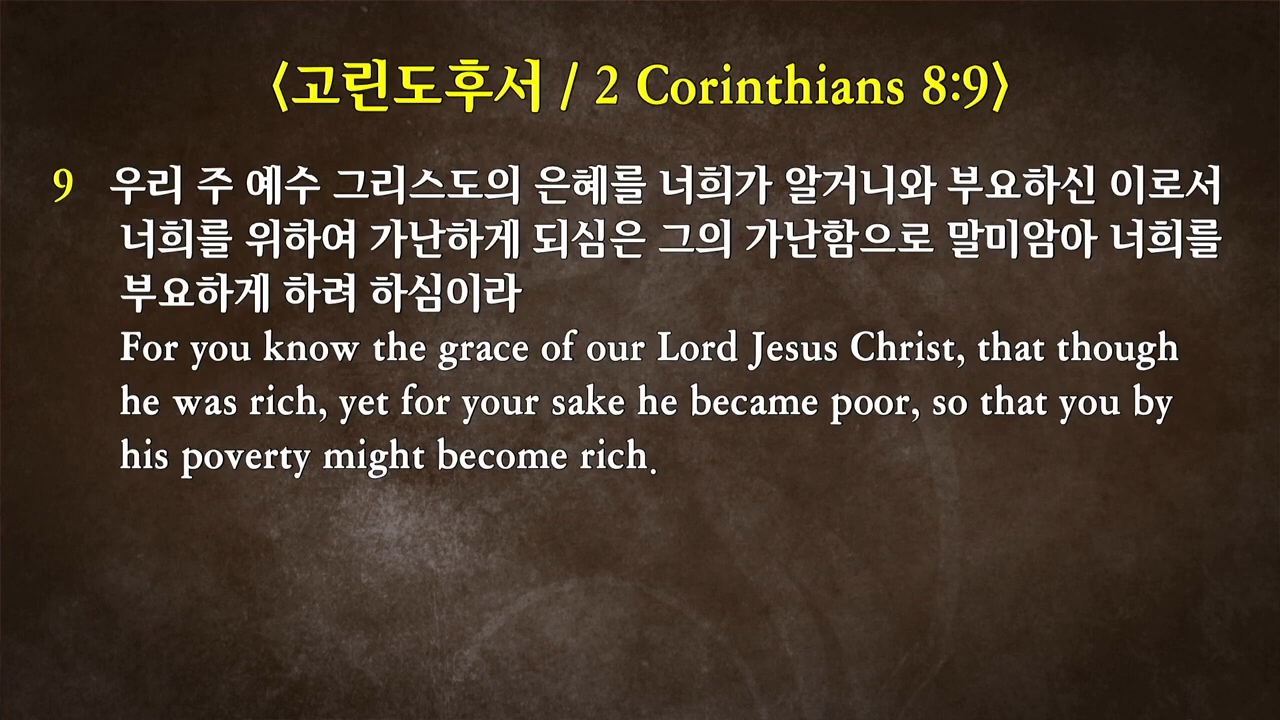 〈고린도후서 / 2 Corinthians 8:9〉
9 우리 주 예수 그리스도의 은혜를 너희가 알거니와 부요하신 이로서
너희를 위하여 가난하게 되심은 그의 가난함으로 말미암아 너희를
부요하게 하려 하심이라
For you know the grace of our Lord Jesus Christ, that though
he was rich, yet for your sake he became poor, so that you by
his poverty might become rich.